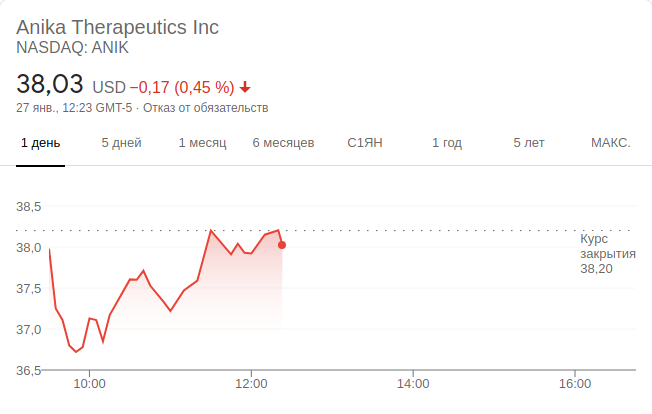 Anika Therapeutics Inc
NASDAQ: ANIK
38,03 USD −0,17 (0,45 %)
27 янв., 12:23 GMT-5 · Отказ от обязательств
1 день 5 дней 1 месяц 6 месяцев С1ЯН 1 год 5 лет МАКС.
38,5
38,0
37,5
37,0
36,5
Курс
закрытия
38,20
10:00 12:00 14:00 16:00